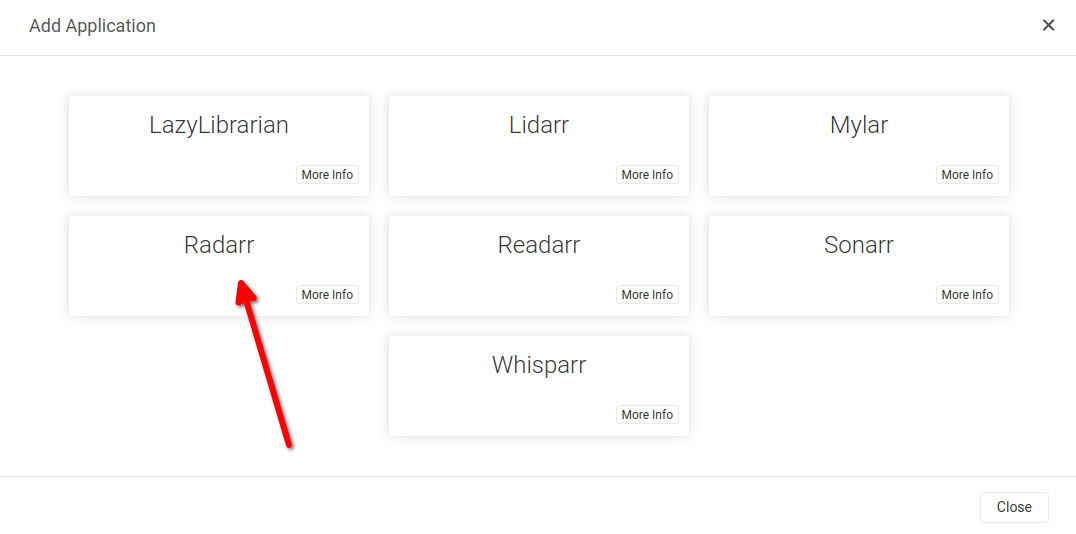 Add Application
LazyLibrarian
More Info
Lidarr
More Info
Mylar
More Info
Radarr
More Info
Readarr
More Info
Sonarr
More Info
Whisparr
More Info
Close